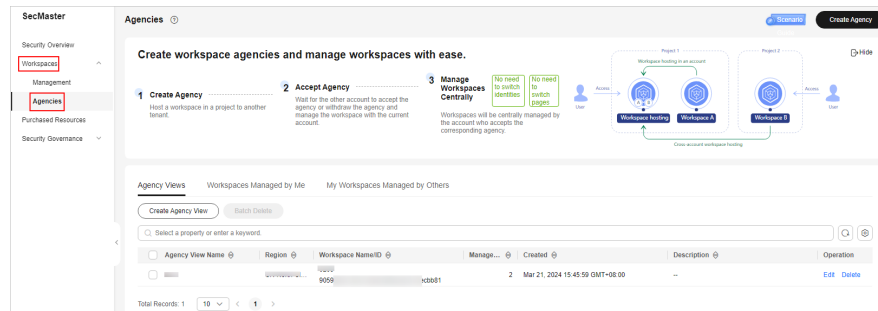 SecMaster
Security Overview
Workspaces
Management
Agencies
Purchased Resources
Security Governance
Agencies
Scenario
Create Agency
Create workspace agencies and manage workspaces with ease.
Hide
1 Create Agency
Host a workspace in a project to another
tenant.
2 Accept Agency
Wait for the other account to accept the
agency or withdraw the agency and
manage the workspace with the current
account.
3 Manage
Workspaces
Centrally
No need
to switch
identities
No need
to
switch
pages
Workspaces will be centrally managed by
the account who accepts the
corresponding agency.
Project 1
Project 2
Workspace hosting in an account
Access
User
A
B
Workspace hosting
Workspace A
Workspace B
Access
User
Cross account workspace hosting
Agency Views
Workspaces Managed by Me
My Workspaces Managed by Others
Create Agency View
Batch Delete
Select a property or enter a keyword.
Agency View Name
Region
Workspace Name/ID
Manage...
Created
Description
Operation
9059
ecbb81
2
Mar 21, 2024 15:45:59 GMT+08:00
--
Edit Delete
Total Records: 1
10
1